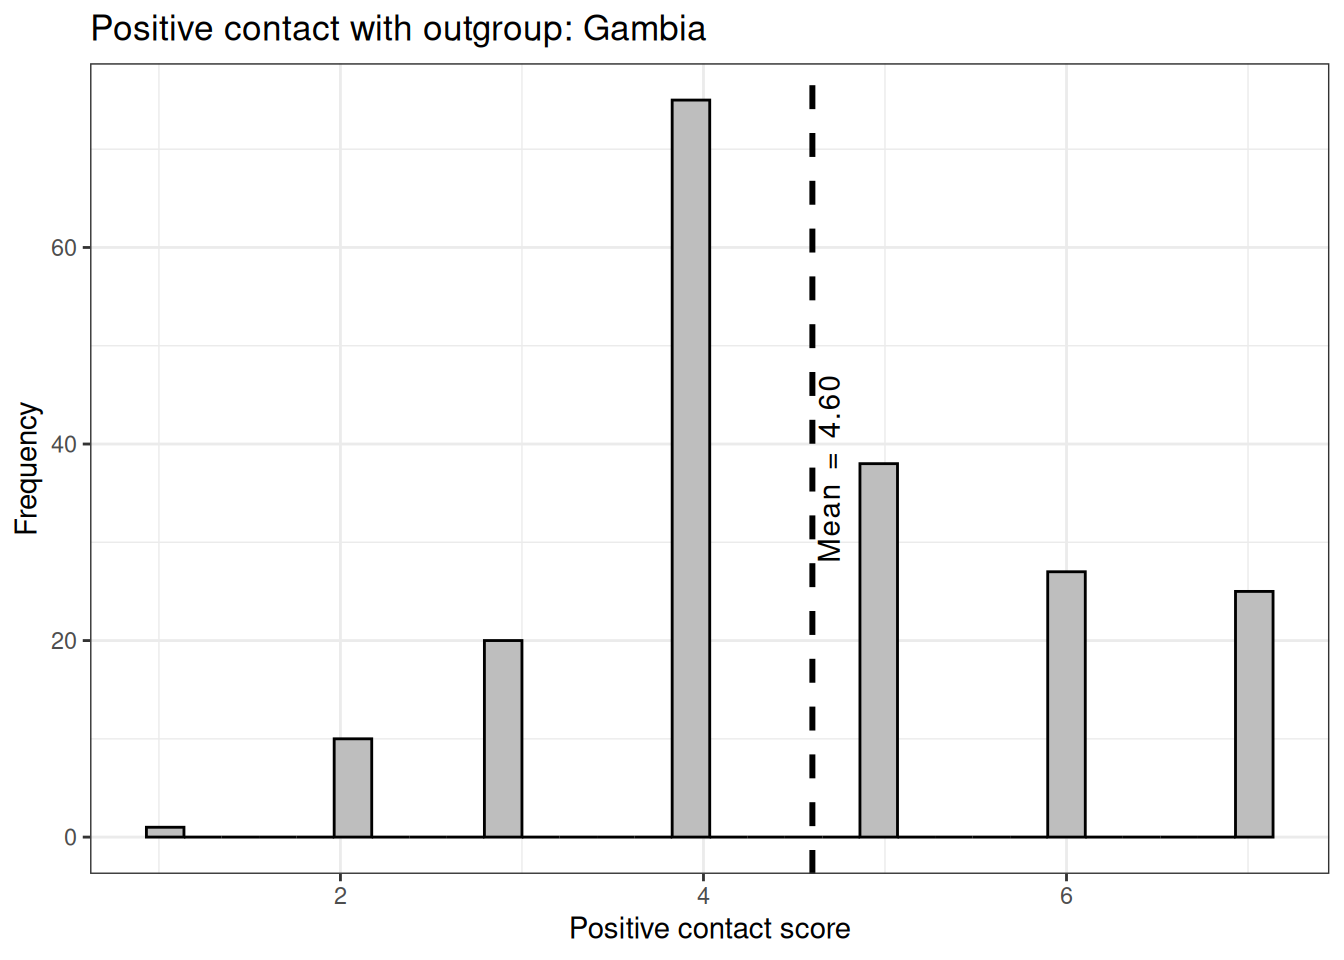 Positive contact with outgroup: Gambia
Frequency
60
40
20
0
Mean = 4.60
2 4 6
Positive contact score